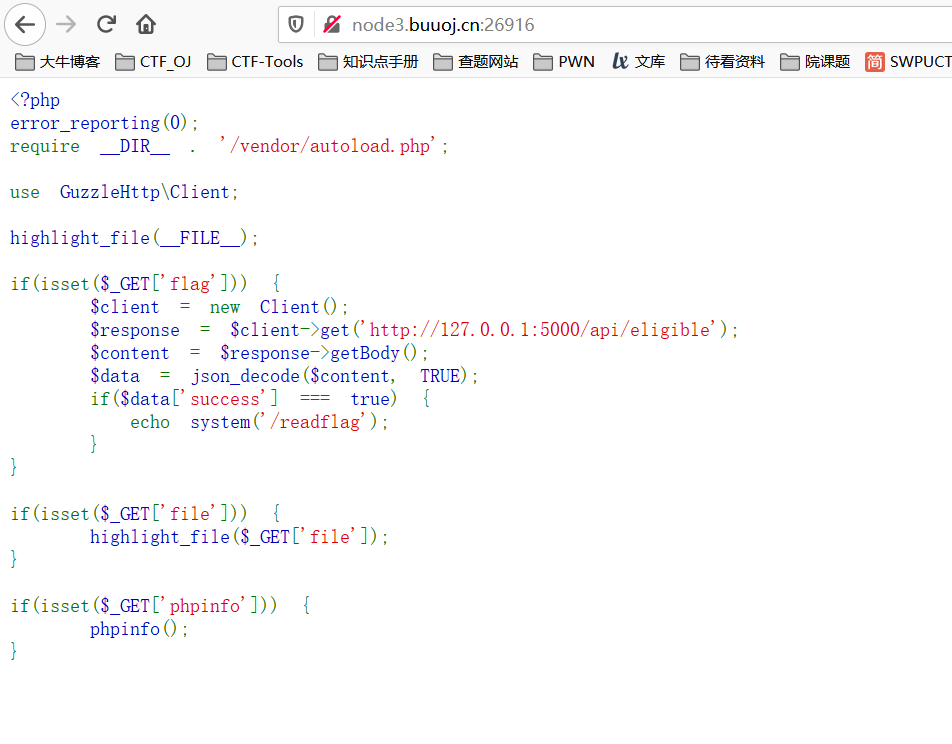 node3.buuoj.cn:26916
大牛博客 CTF_OJ CTF-Tools 知识点手册 查题网站 PWN lx 文库 待看资料 院课题 简 SWPUCT
<?php
error_reporting(0);
require __DIR__ . '/vendor/autoload.php';
use GuzzleHttp\Client;
highlight_file(__FILE__);
if(isset($_GET['flag'])) {
$client = new Client();
$response = $client->get('http://127.0.0.1:5000/api/eligible');
$content = $response->getBody();
$data = json_decode($content, TRUE);
if($data['success'] === true) {
echo system('/readflag');
}
}
if(isset($_GET['file'])) {
highlight_file($_GET['file']);
}
if(isset($_GET['phpinfo'])) {
phpinfo();
}